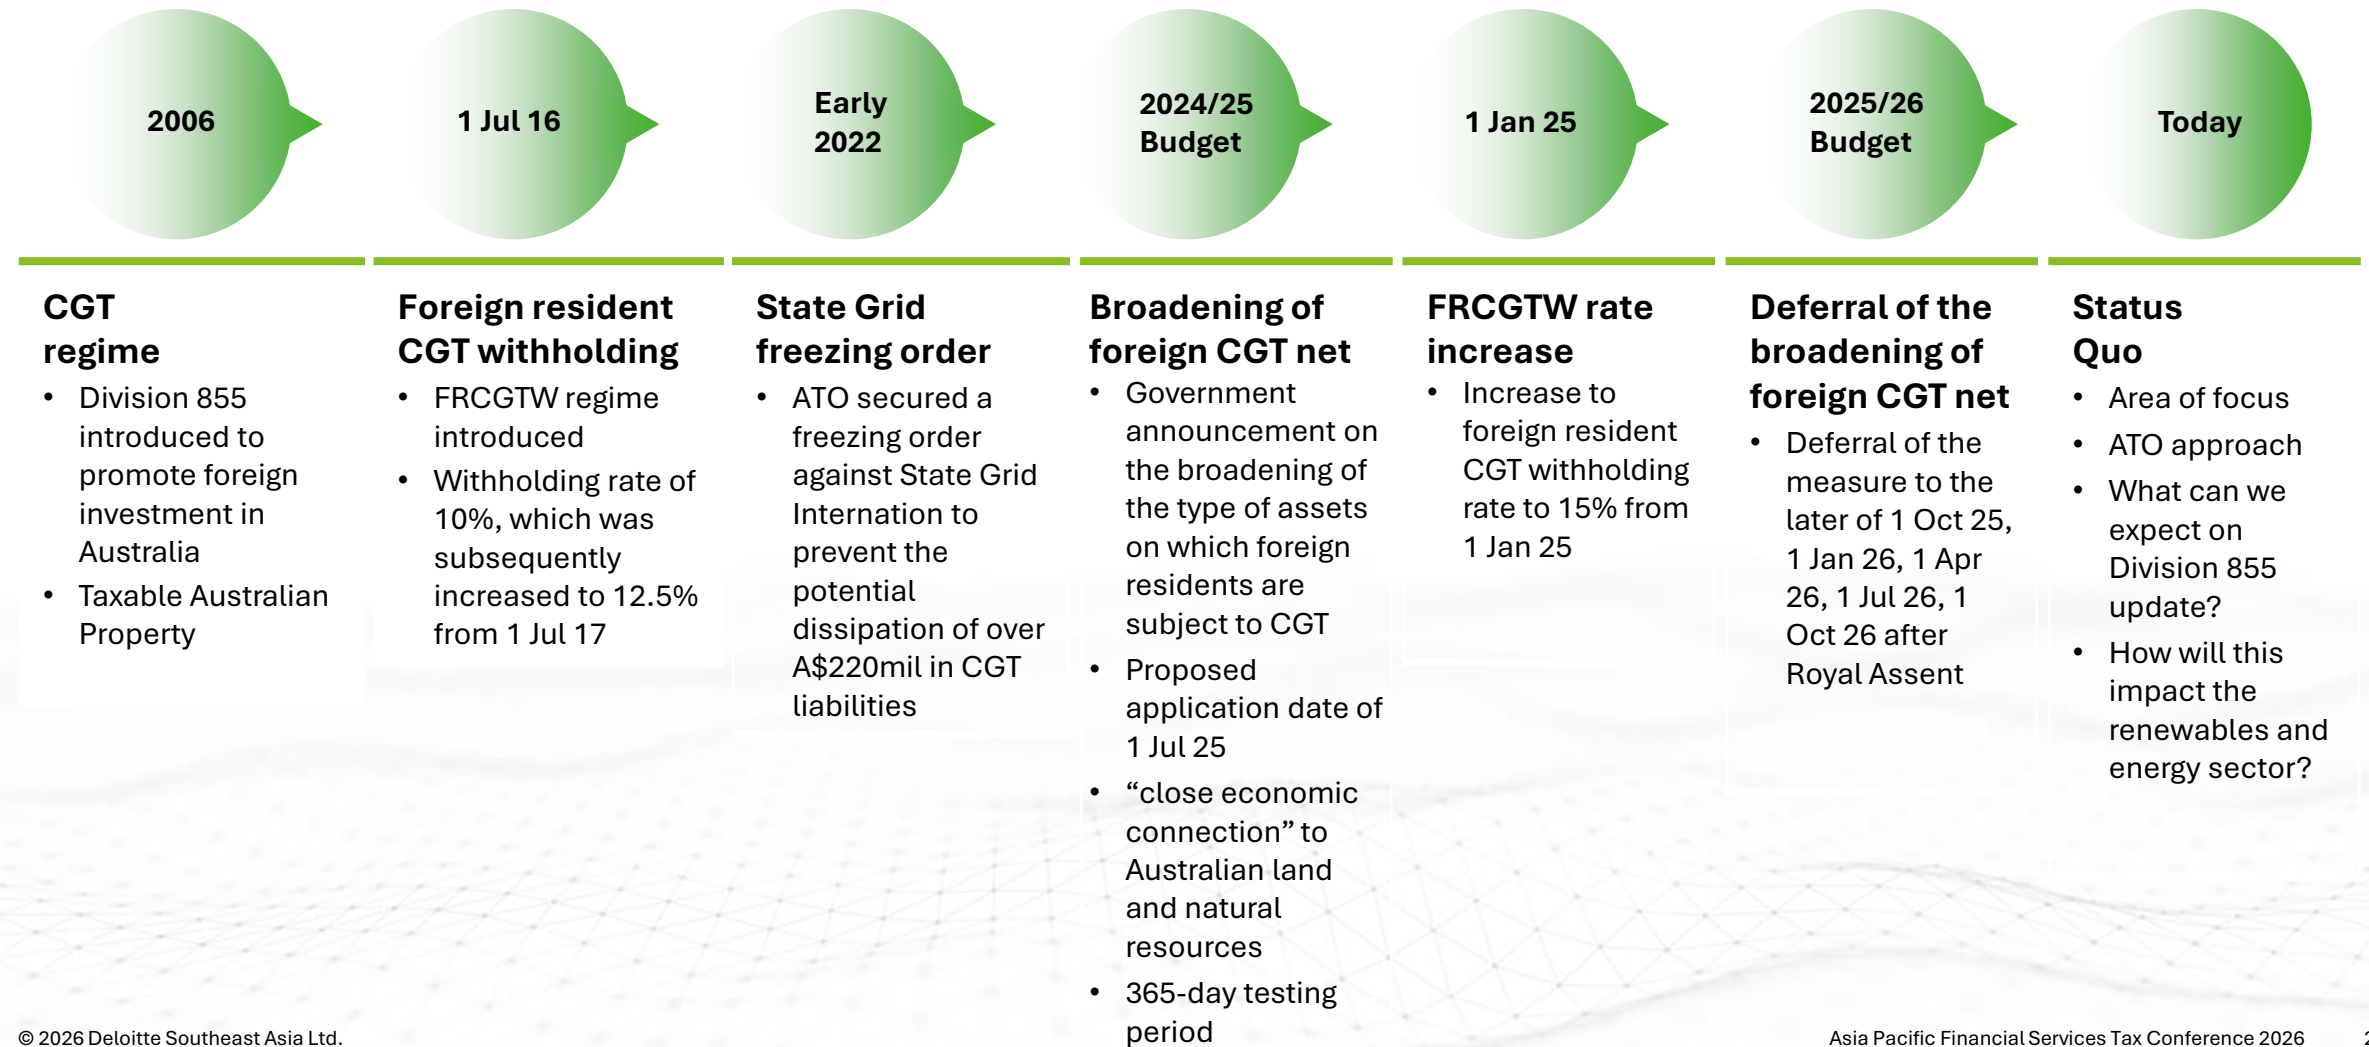 2006
1 Jul 16
Early
2022
2024/25
Budget
1 Jan 25
2025/26
Budget
Today
CGT
regime
• Division 855
introduced to
promote foreign
investment in
Australia
• Taxable Australian
Property
Foreign resident
CGT withholding
• FRCGTW regime
introduced
• Withholding rate of
10%, which was
subsequently
increased to 12.5%
from 1 Jul 17
State Grid
freezing order
• ATO secured a
freezing order
against State Grid
Internation to
prevent the
potential
dissipation of over
A$220mil in CGT
liabilities
Broadening of
foreign CGT net
• Government
announcement on
the broadening of
the type of assets
on which foreign
residents are
subject to CGT
• Proposed
application date of
1 Jul 25
• “close economic
connection” to
Australian land
and natural
resources
• 365-day testing
period
FRCGTW rate
increase
• Increase to
foreign resident
CGT withholding
rate to 15% from
1 Jan 25
Deferral of the
broadening of
foreign CGT net
• Deferral of the
measure to the
later of 1 Oct 25,
1 Jan 26, 1 Apr
26, 1 Jul 26, 1
Oct 26 after
Royal Assent
Status
Quo
• Area of focus
• ATO approach
• What can we
expect on
Division 855
update?
• How will this
impact the
renewables and
energy sector?
© 2026 Deloitte Southeast Asia Ltd.
Asia Pacific Financial Services Tax Conference 2026